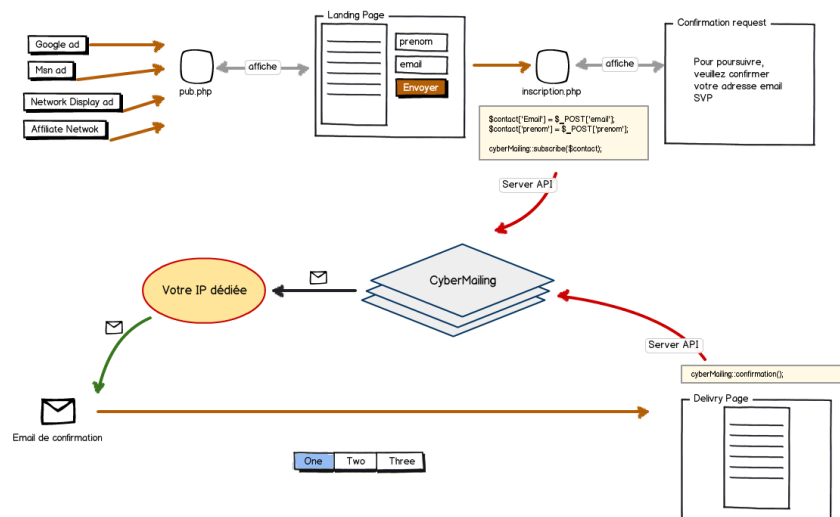 Google ad
Msn ad
Network Display ad
Affiliate Netwok
pub.php
affiche
Landing Page
prenom
email
Envoyer
inscription.php
affiche
Confirmation request
Pour poursuivre,
veuillez confirmer
votre adresse email
SVP
$contact['Email'] = $_POST['email'];
$contact['prenom'] = $_POST['prenom'];
cyberMailing::subscribe($contact);
Server API
CyberMailing
Votre IP dédiée
Server API
cyberMailing::confirmation();
Email de confirmation
Delivry Page
One
Two
Three